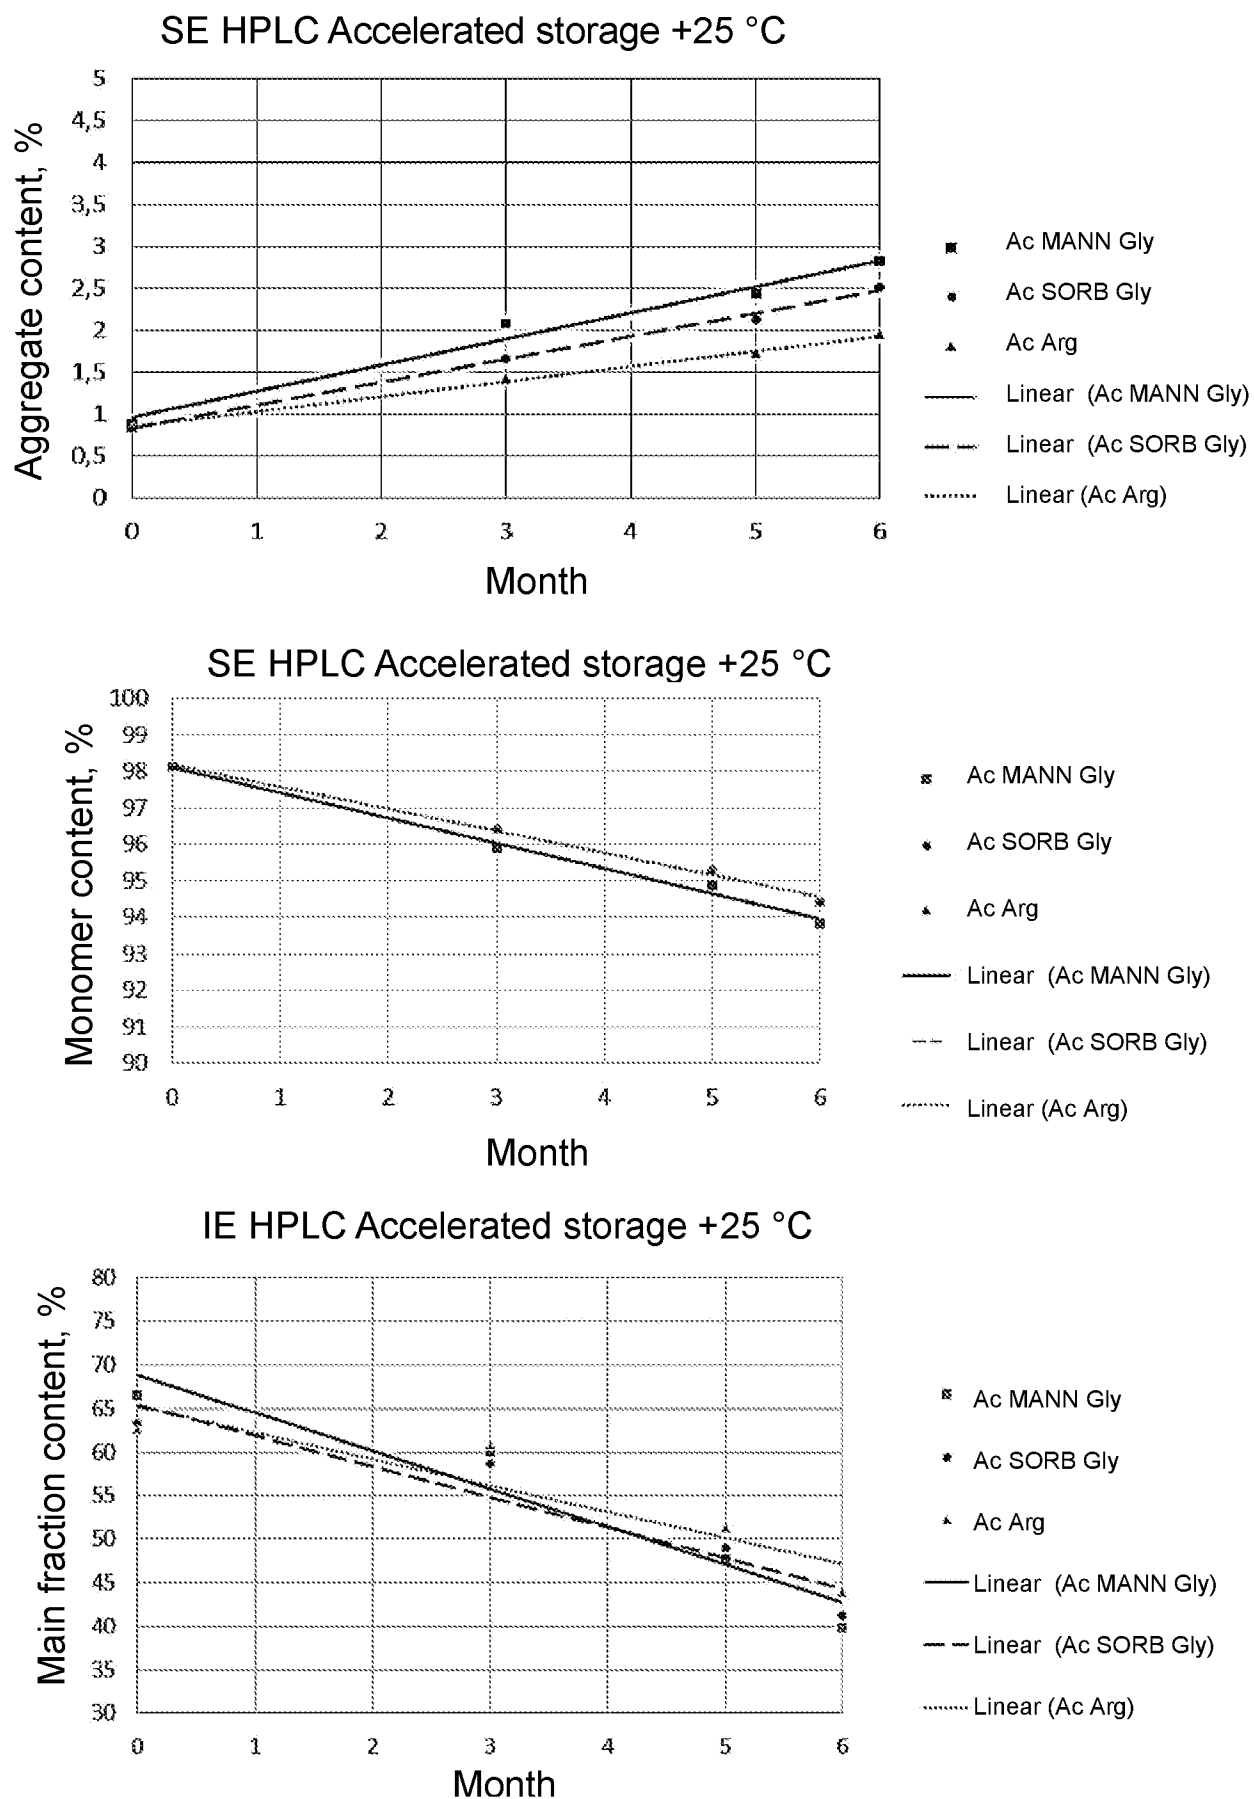 SE HPLC Accelerated storage +25 °C
Aggregate content, %
5
4,5
4
3,5
3
2,5
2
1,5
1
0,5
0
0 1 2 3 4 5 6
Month
Ac MANN Gly
Ac SORB Gly
Ac Arg
Linear (Ac MANN Gly)
Linear (Ac SORB Gly)
Linear (Ac Arg)
SE HPLC Accelerated storage +25 °C
Monomer content, %
100
99
98
97
96
95
94
93
92
91
90
0 1 2 3 4 5 6
Month
Ac MANN Gly
Ac SORB Gly
Ac Arg
Linear (Ac MANN Gly)
Linear (Ac SORB Gly)
Linear (Ac Arg)
IE HPLC Accelerated storage +25 °C
Main fraction content, %
80
75
70
65
60
55
50
45
40
35
30
0 1 2 3 4 5 6
Month
Ac MANN Gly
Ac SORB Gly
Ac Arg
Linear (Ac MANN Gly)
Linear (Ac SORB Gly)
Linear (Ac Arg)